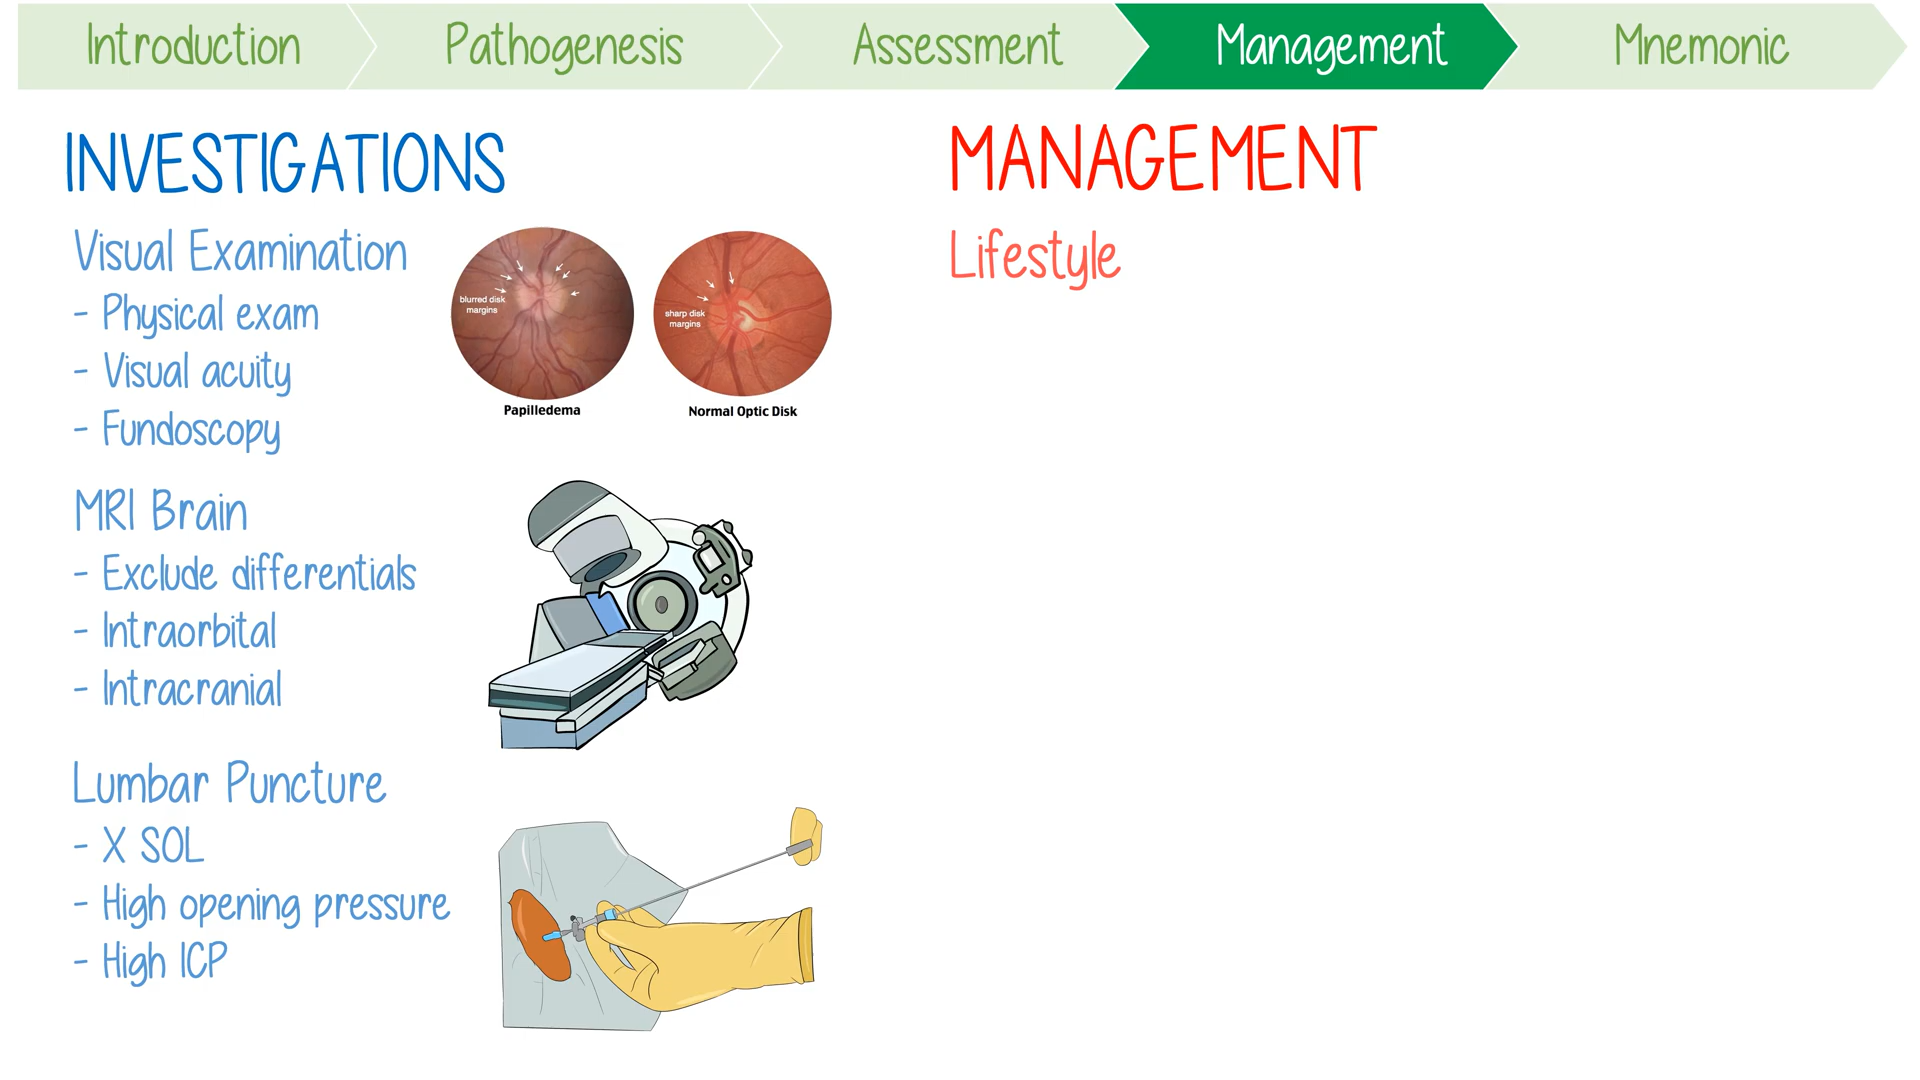 Introduction
Pathogenesis
Assessment
Management
Mnemonic
INVESTIGATIONS
Visual Examination
- Physical exam
- Visual acuity
- Fundoscopy
blurred disk
margins
Papilledema
sharp disk
margins
Normal Optic Disk
MRI Brain
- Exclude differentials
- Intraorbital
- Intracranial
Lumbar Puncture
- X SOL
- High opening pressure
- High ICP
MANAGEMENT
Lifestyle